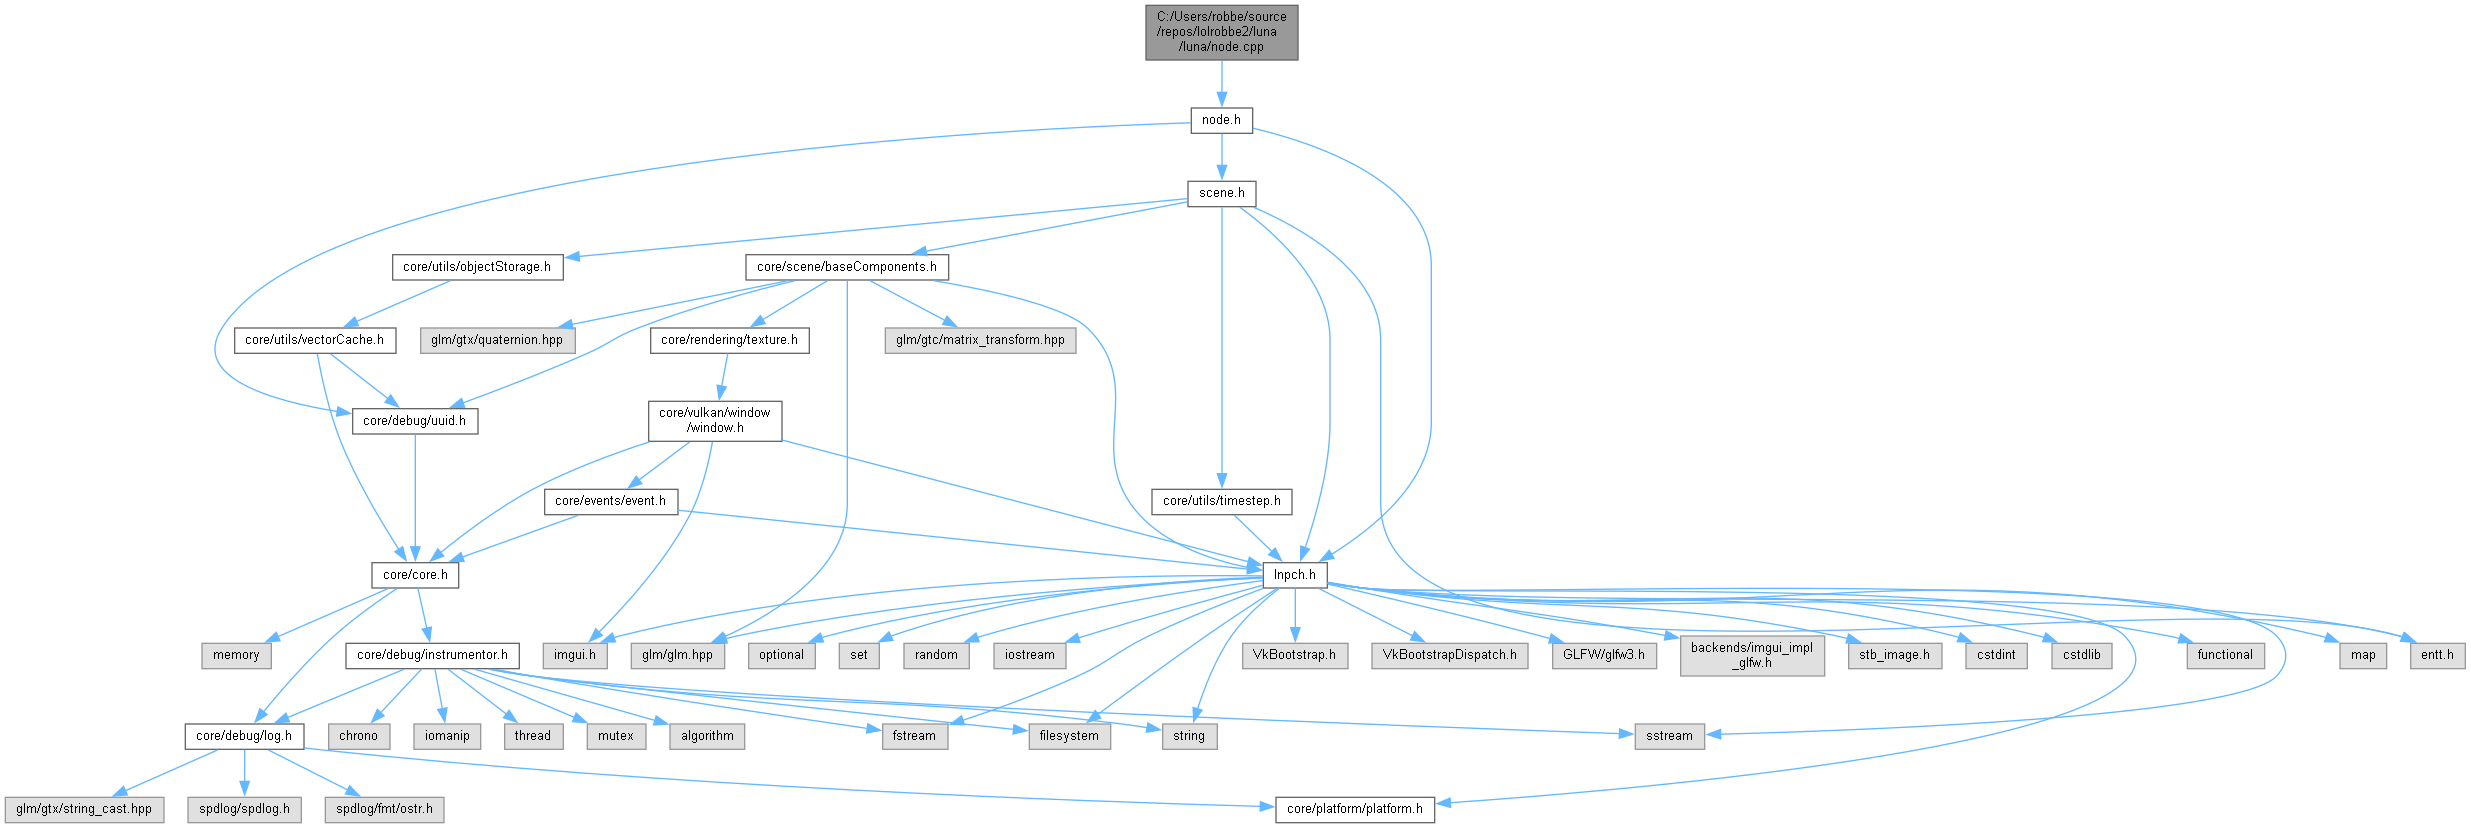 C:/Users/robbe/source
/repos/lolrobbe2/luna
/luna/node.cpp
node.h
scene.h
core/utils/objectStorage.h
core/scene/baseComponents.h
core/utils/vectorCache.h
glm/gtx/quaternion.hpp
core/rendering/texture.h
glm/gtc/matrix_transform.hpp
core/debug/uuid.h
core/vulkan/window
/window.h
core/events/event.h
core/utils/timestep.h
core/core.h
lnpch.h
memory
core/debug/instrumentor.h
imgui.h
glm/glm.hpp
optional
set
random
iostream
VkBootstrap.h
VkBootstrapDispatch.h
GLFW/glfw3.h
backends/imgui_impl
_glfw.h
stb_image.h
cstdint
cstdlib
functional
map
entt.h
core/debug/log.h
chrono
iomanip
thread
mutex
algorithm
fstream
filesystem
string
sstream
glm/gtx/string_cast.hpp
spdlog/spdlog.h
spdlog/fmt/ostr.h
core/platform/platform.h